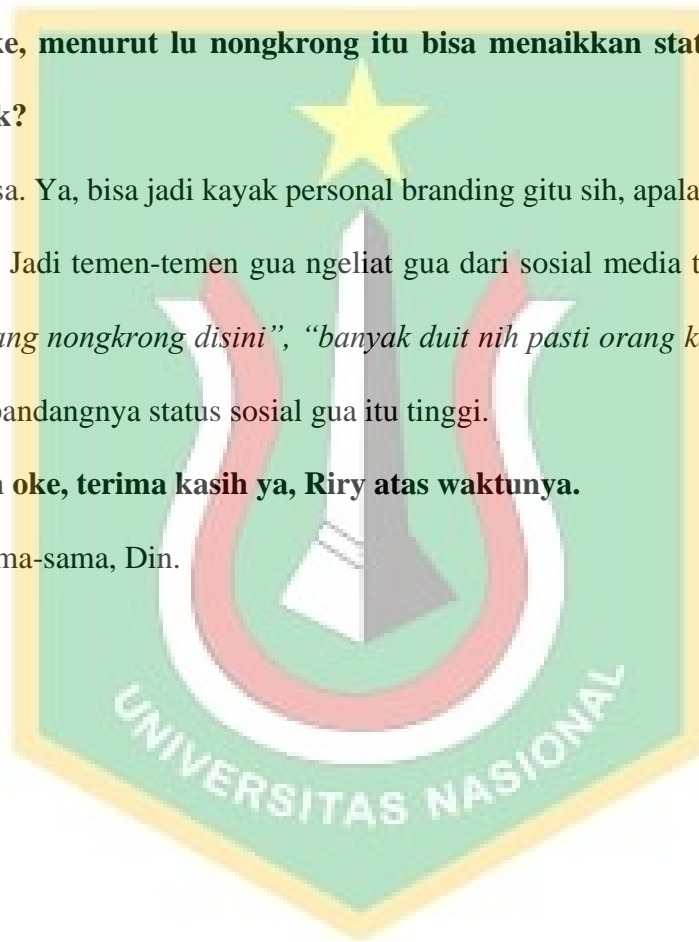 ke, menurut lu nongkrong itu bisa menaikkan stat
k?
sa. Ya, bisa jadi kayak personal branding gitu sih, apala
Jadi temen-temen gua ngeliat gua dari sosial media t
ang nongkrong disini”, “banyak duit nih pasti orang k
pandangnya status sosial gua itu tinggi.
n oke, terima kasih ya, Riry atas waktunya.
ma-sama, Din.
UNIVERSITAS NASIONAL